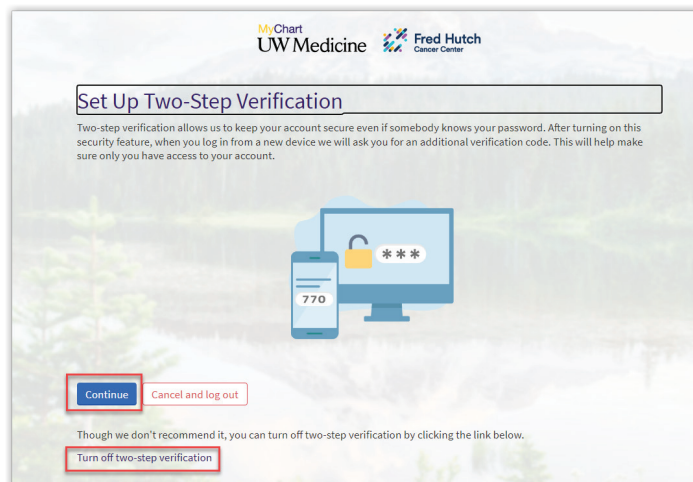 MyChart
UW Medicine
Fred Hutch
Cancer Center
Set Up Two-Step Verification
Two-step verification allows us to keep your account secure even if somebody knows your password. After turning on this
security feature, when you log in from a new device we will ask you for an additional verification code. This will help make
sure only you have access to your account.
***
770
Continue
Cancel and log out
Though we don't recommend it, you can turn off two-step verification by clicking the link below.
Turn off two-step verification